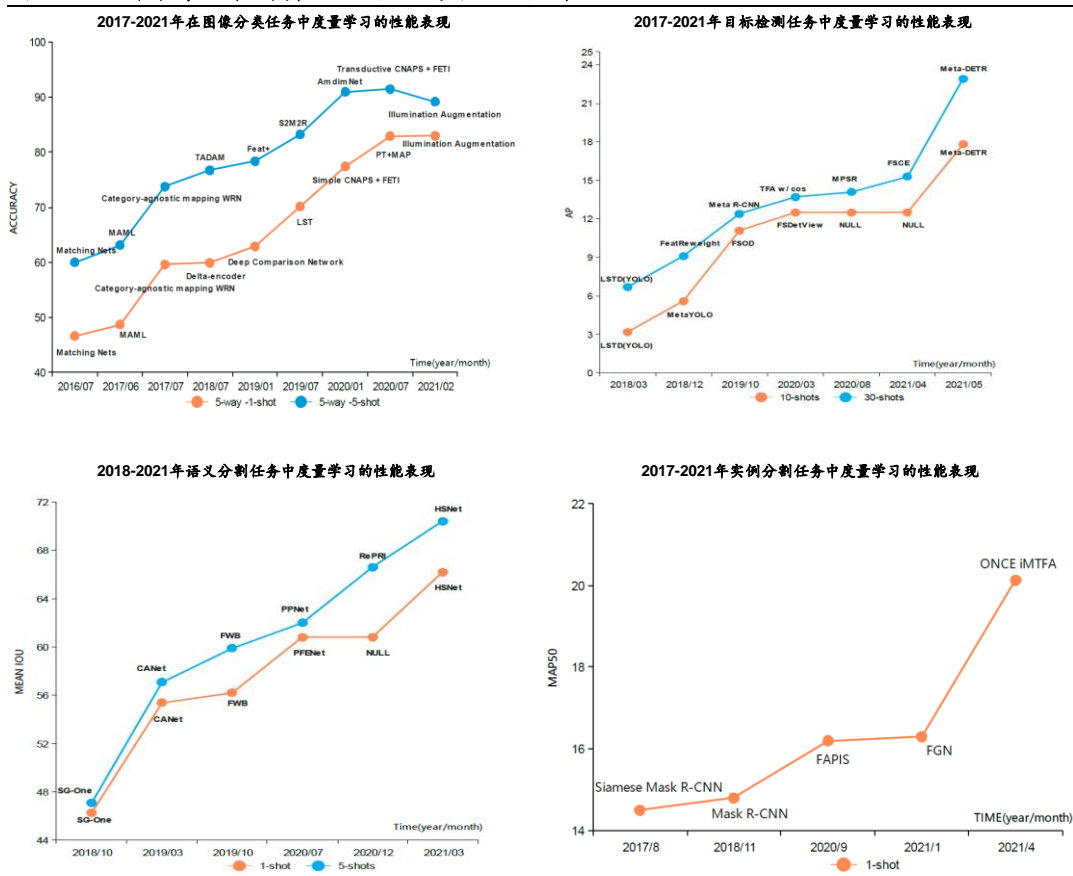 2017-2021年在图像分类任务中度量学习的性能表现
100
90
80
70
60
50
40
ACCURACY
Transductive CNAPS + FETI
AmdimNet
Illumination Augmentation
S2M2R
Illumination Augmentation
PT+MAP
TADAM
Feat+
Simple CNAPS + FETI
Category-agnostic mapping WRN
LST
MAML
Matching Nets
Deep Comparison Network
Delta-encoder
Category-agnostic mapping WRN
MAML
Matching Nets
Time(year/month)
2016/07 2017/06 2017/07 2018/07 2019/01 2019/07 2020/01 2020/07 2021/02
5-way -1-shot 5-way -5-shot
2017-2021年目标检测任务中度量学习的性能表现
25
24
21
18
15
12
9
6
3
0
AP
Meta-DETR
Meta-DETR
FSCE
MPSR
TFA w/ cos
Meta R-CNN
FSDetView NULL NULL
FeatReweight FSOD
LSTD(YOLO)
MetaYOLO
LSTD(YOLO)
Time(year/month)
2018/03 2018/12 2019/10 2020/03 2020/08 2021/04 2021/05
10-shots 30-shots
2018-2021年语义分割任务中度量学习的性能表现
72
68
64
60
56
52
48
44
MEAN IOU
HSNet
RePRI
HSNet
PPNet
FWB
PFENet NULL
CANet
FWB
CANet
SG-One
SG-One
Time(year/month)
2018/10 2019/03 2019/10 2020/07 2020/12 2021/03
1-shot 5-shots
2017-2021年实例分割任务中度量学习的性能表现
22
20
18
16
14
MAP50
ONCE iMTFA
FGN
FAPIS
Siamese Mask R-CNN
Mask R-CNN
TIME(year/month)
2017/8 2018/11 2020/9 2021/1 2021/4
1-shot